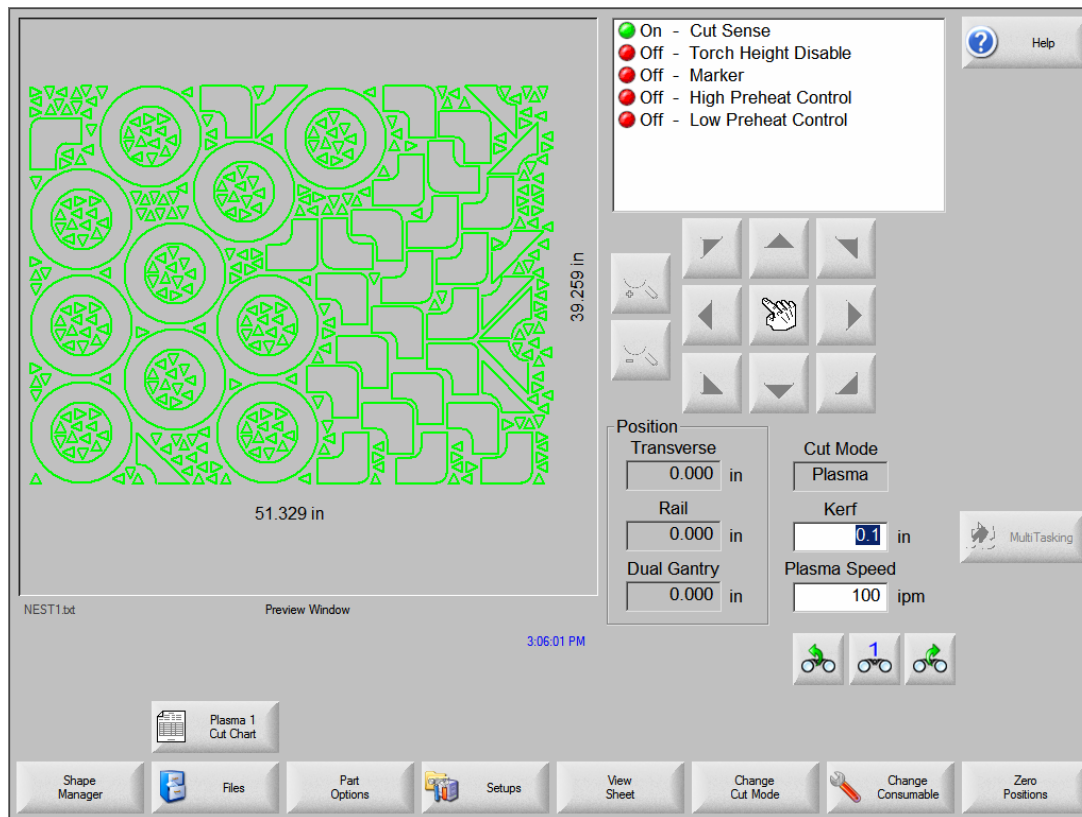 On - Cut Sense
Off - Torch Height Disable
Off - Marker
Off - High Preheat Control
Off - Low Preheat Control
Help
39.259 in
51.329 in
Position
Transverse
0.000 in
Rail
0.000 in
Dual Gantry
0.000 in
Cut Mode
Plasma
Kerf
0.1 in
Plasma Speed
100 ipm
MultiTasking
NEST1.txt
Preview Window
3:06:01 PM
1
Plasma 1
Cut Chart
Shape
Manager
Files
Part
Options
Setups
View
Sheet
Change
Cut Mode
Change
Consumable
Zero
Positions